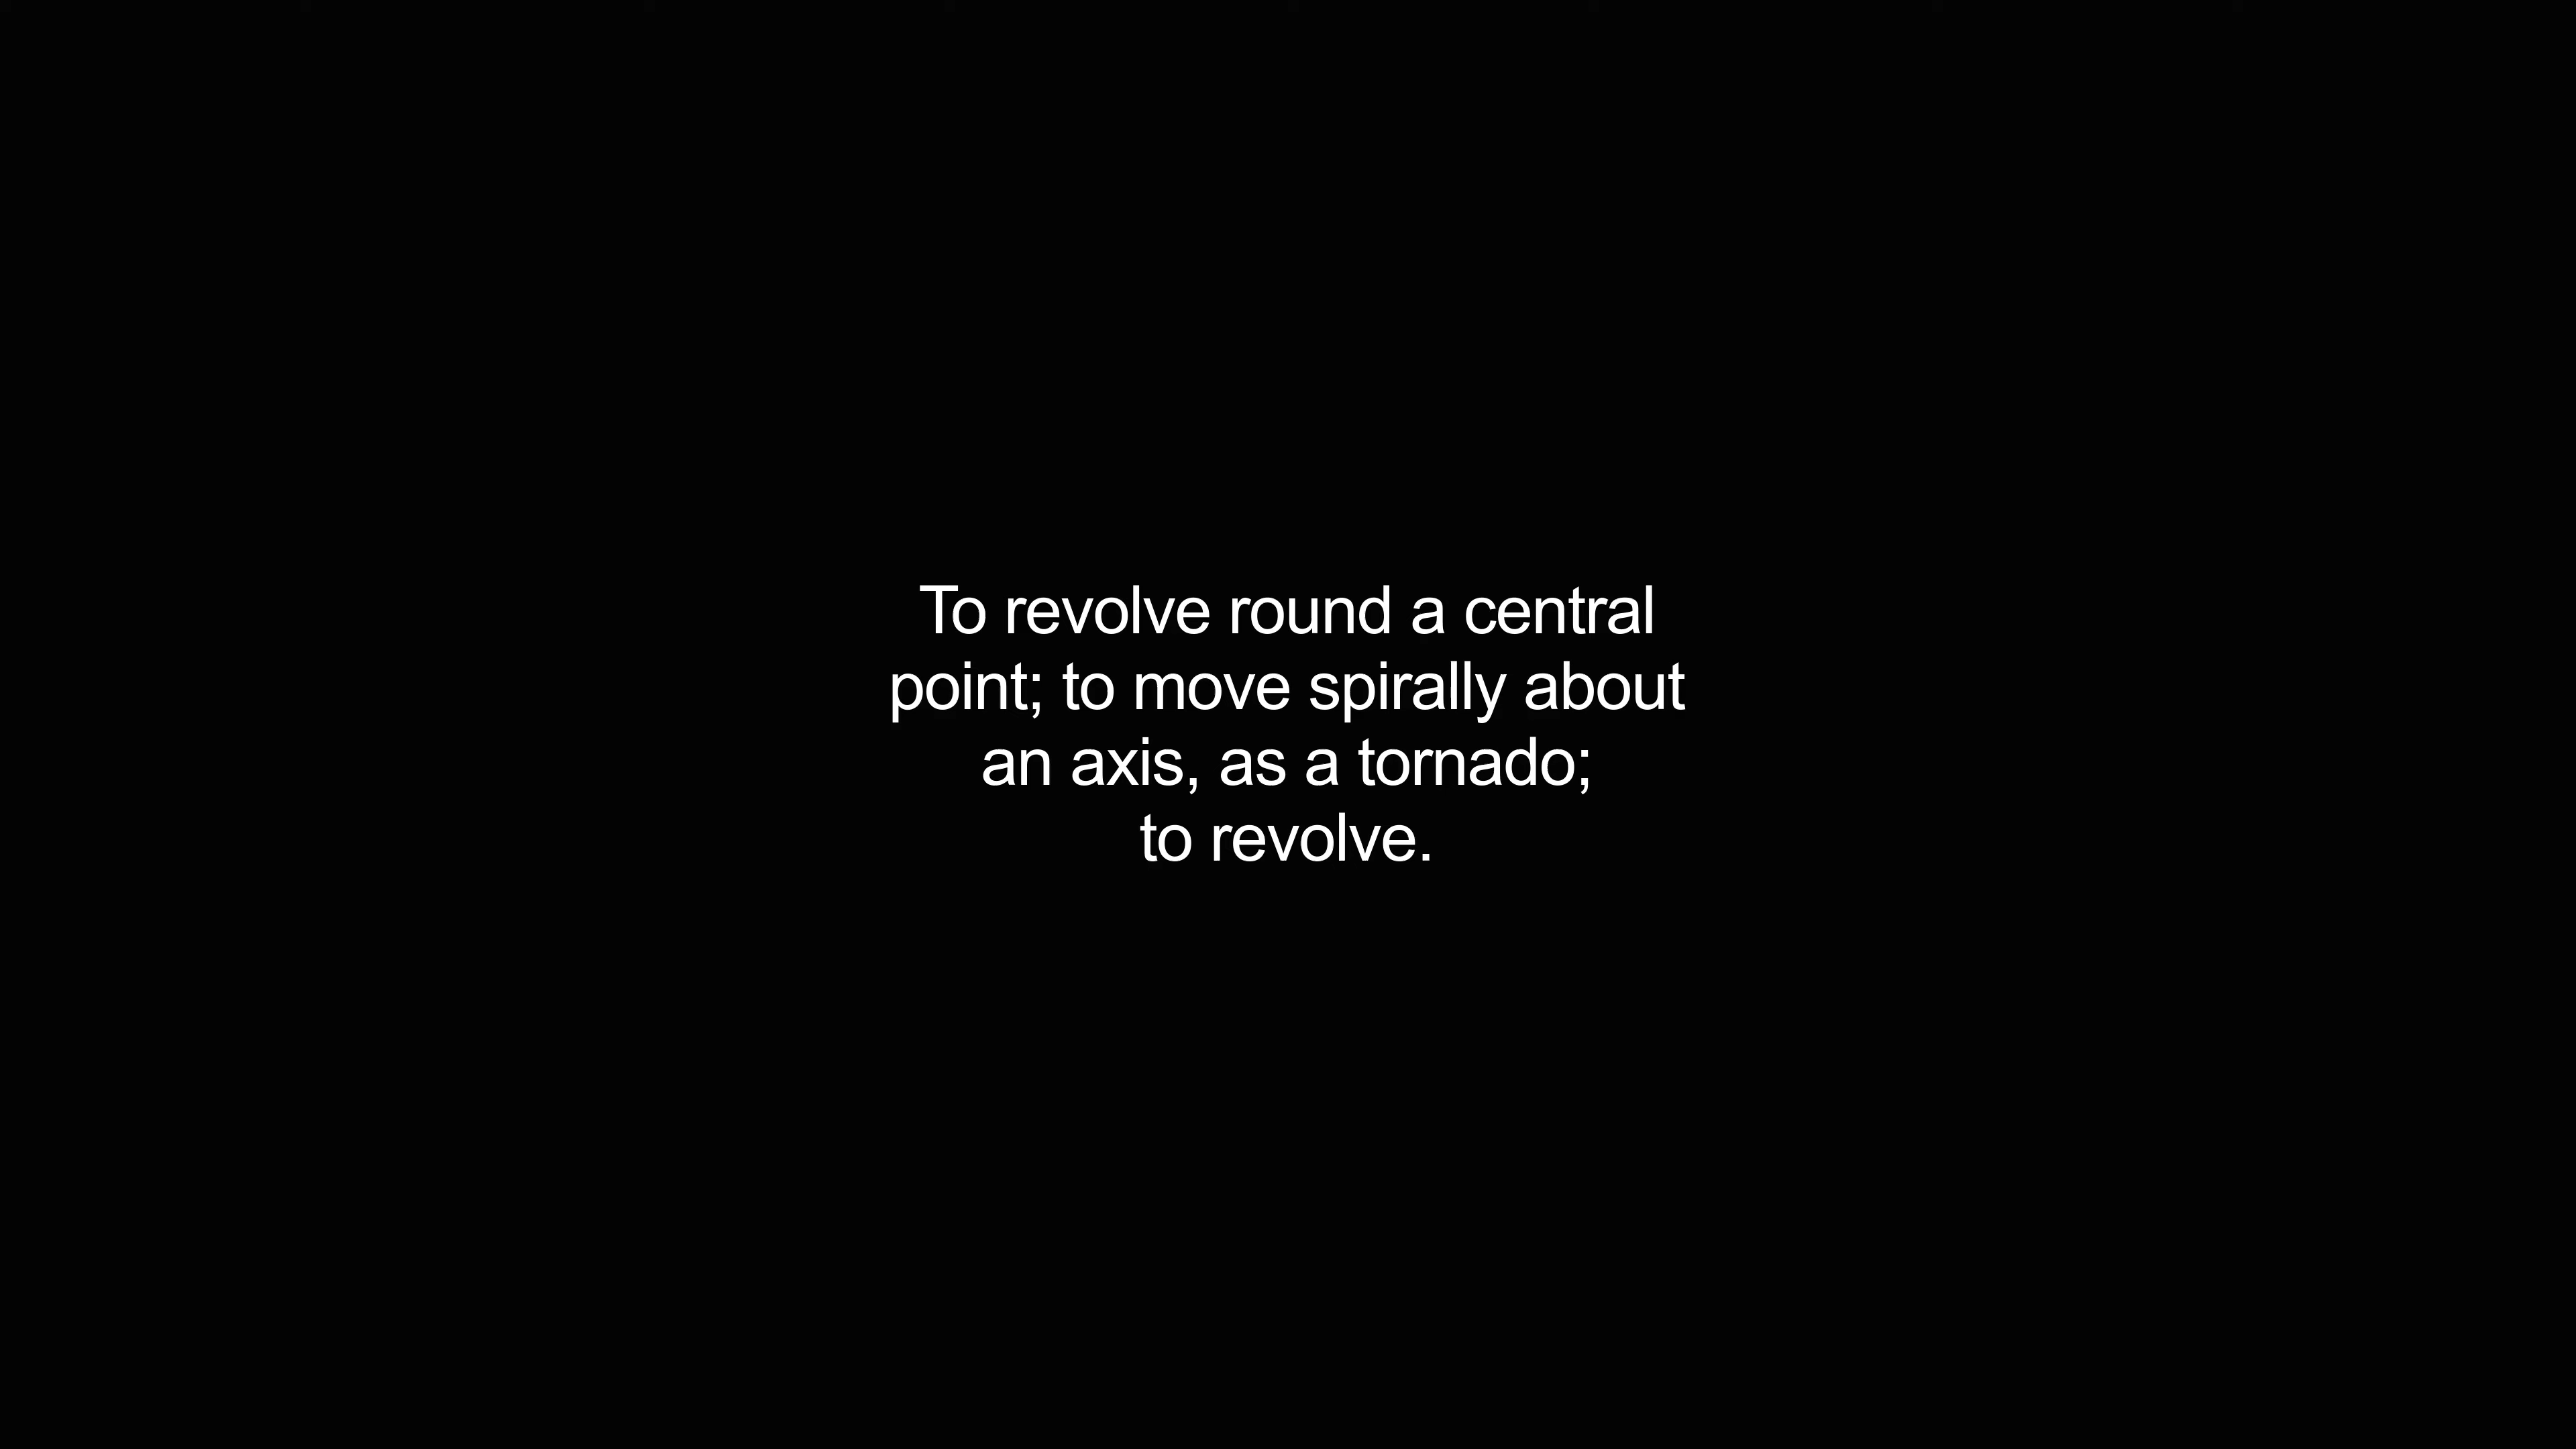 To revolve round a central
point; to move spirally about
an axis, as a tornado;
to revolve.